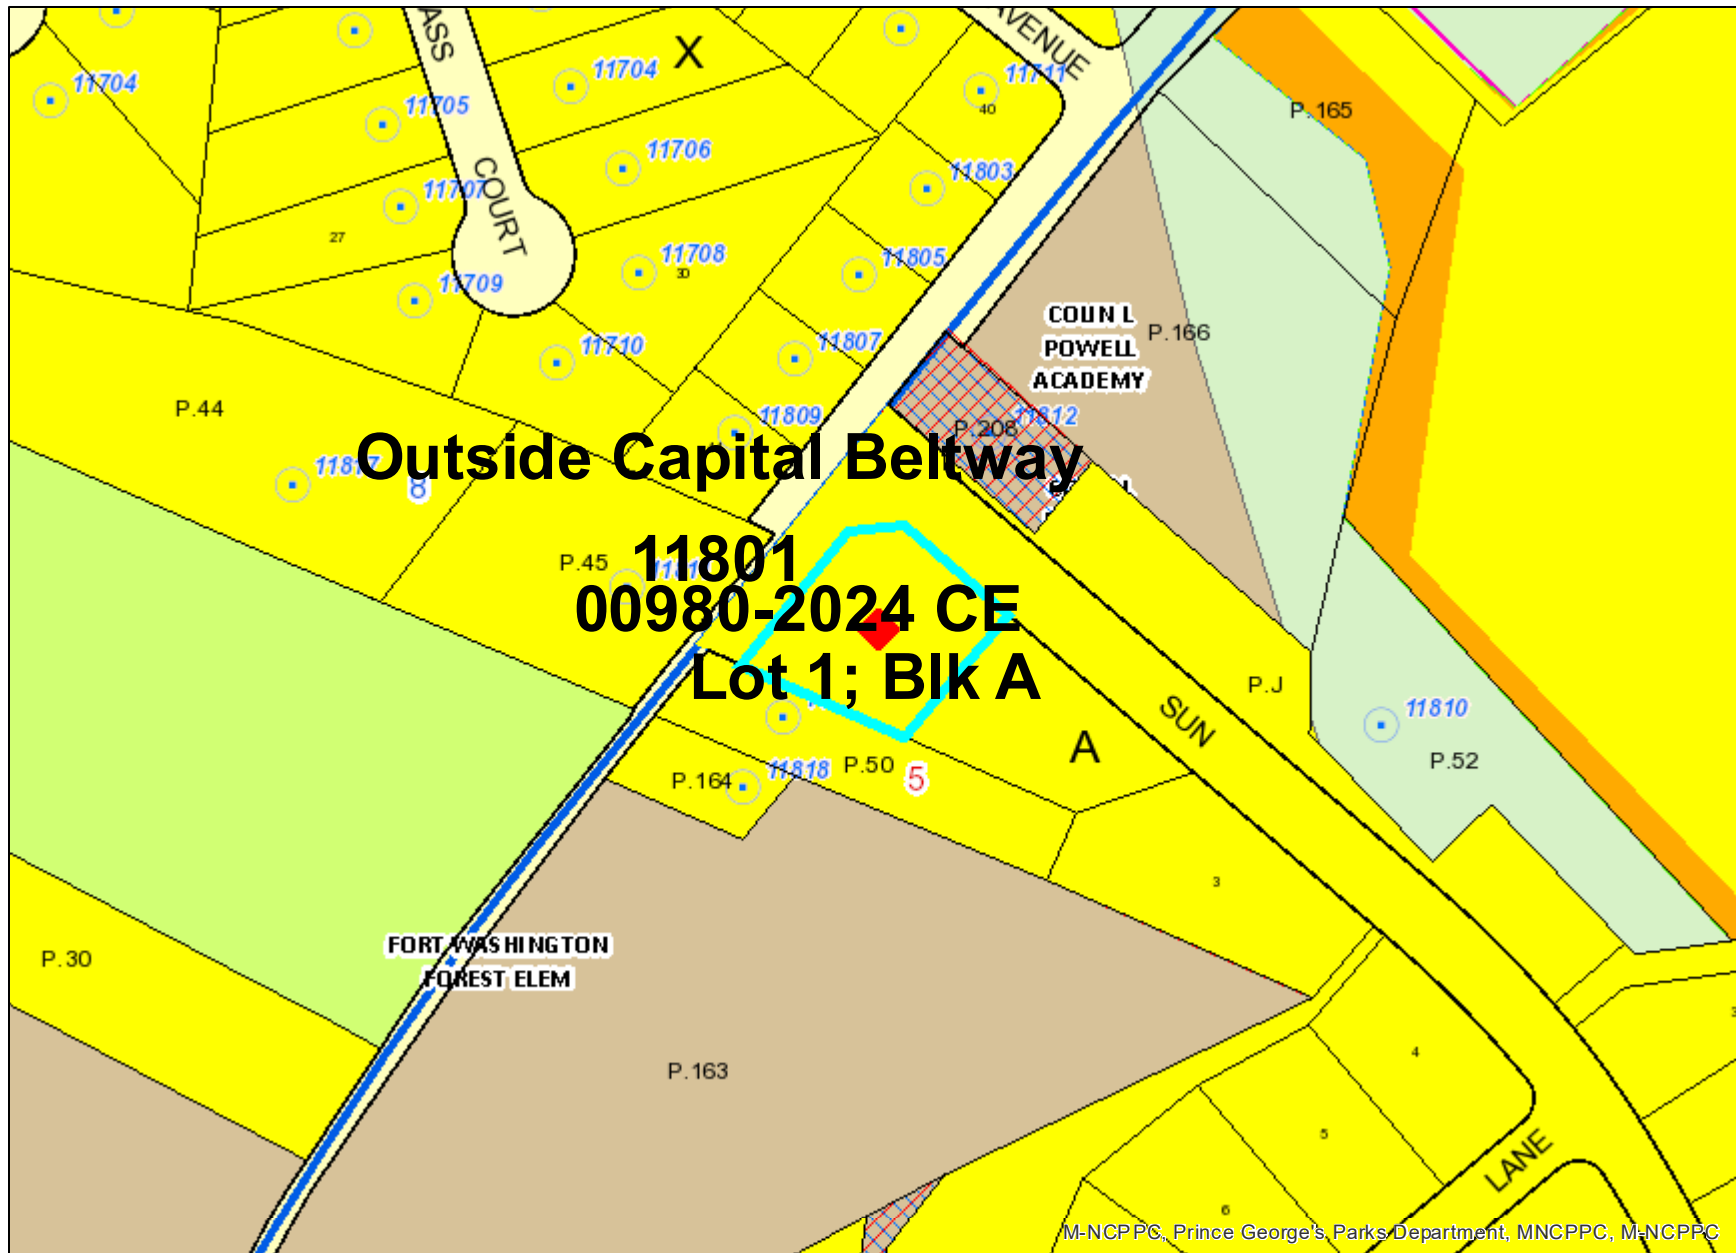 ASS
COURT
AVENUE
X
11704
11704
11705
11706
11707
11708
11709
11710
11711
40
11803
11805
11807
11809
27
30
P.165
COLIN L
POWELL
ACADEMY
P.166
11812
P.208
P.44
11817
8
Outside Capital Beltway
P.45
11801
00980-2024 CE
Lot 1; Blk A
SUN
P.J
11810
P.52
A
P.164
11818
P.50
5
3
FORT WASHINGTON
FOREST ELEM
P.30
P.163
4
5
6
3
LANE
M-NCPPC, Prince George's Parks Department, MNCPPC, M-NCPPC